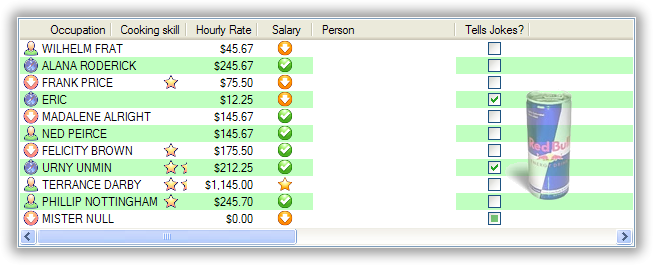 Occupation Cooking skill Hourly Rate Salary Person Tells Jokes?
WILHELM FRAT $45.67
ALANA RODERICK $245.67
FRANK PRICE $75.50
ERIC $12.25
MADALENE ALRIGHT $145.67
NED PEIRCE $145.67
FELICITY BROWN $175.50
URNY UNMIN $212.25
TERRANCE DARBY $1,145.00
PHILLIP NOTTINGHAM $245.70
MISTER NULL $0.00
Red Bull